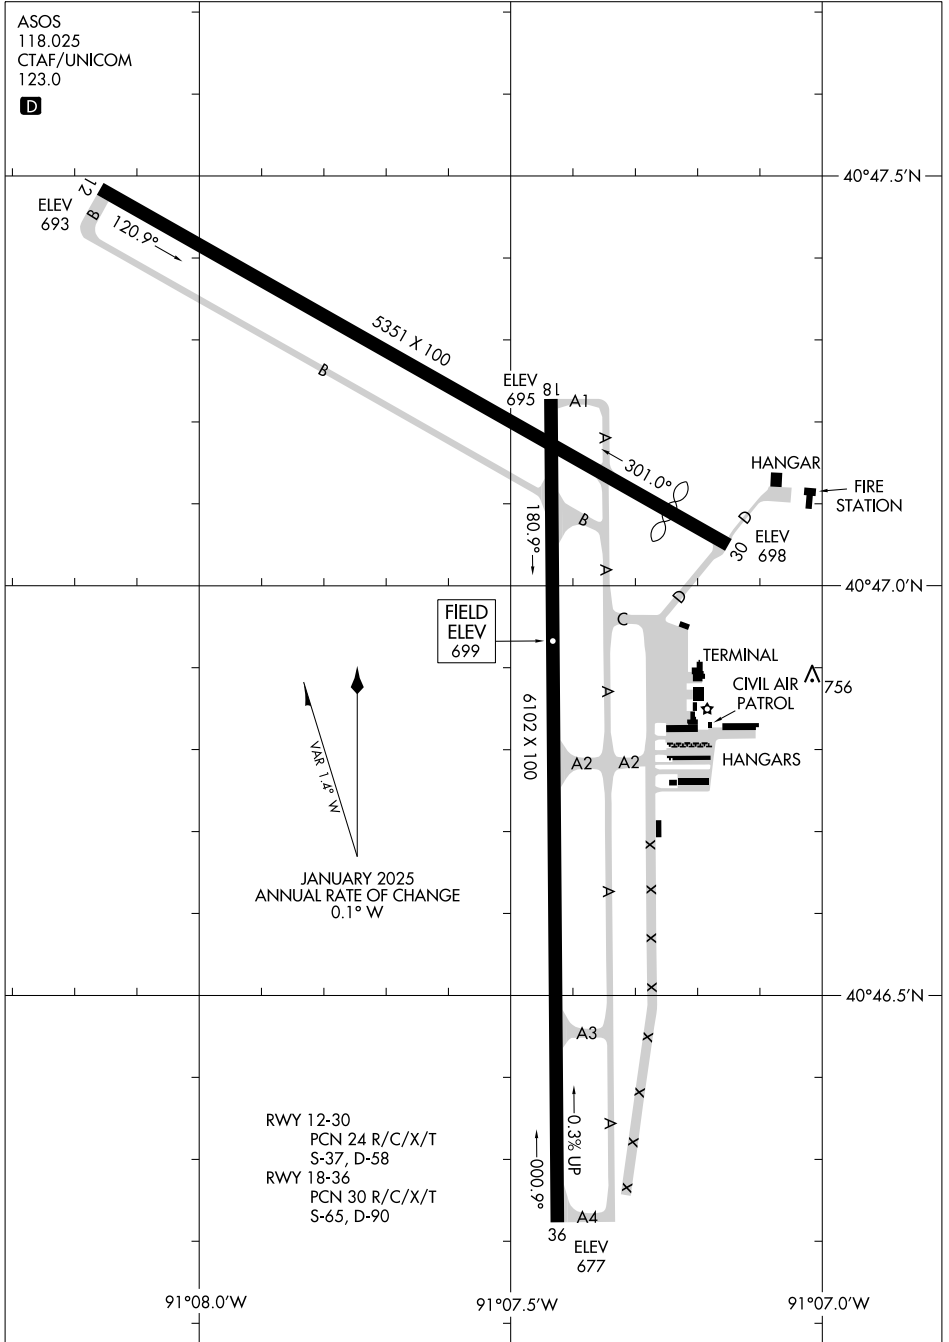 ASOS
118.025
CTAF/UNICOM
123.0
D
40°47.5'N
12
ELEV
693
B
120.9°
5351 X 100
B
ELEV
695
18
A1
A
301.0°
HANGAR
FIRE
STATION
D
B
180.9°
30
ELEV
698
A
40°47.0'N
D
C
FIELD
ELEV
699
TERMINAL
A
CIVIL AIR
PATROL
756
6102 X 100
A2
A2
HANGARS
VAR 1.4° W
X
JANUARY 2025
ANNUAL RATE OF CHANGE
0.1° W
A
X
X
X
40°46.5'N
A3
X
X
RWY 12-30
PCN 24 R/C/X/T
S-37, D-58
RWY 18-36
PCN 30 R/C/X/T
S-65, D-90
0.3% UP
A
X
000.9°
X
A4
36
ELEV
677
91°08.0'W
91°07.5'W
91°07.0'W